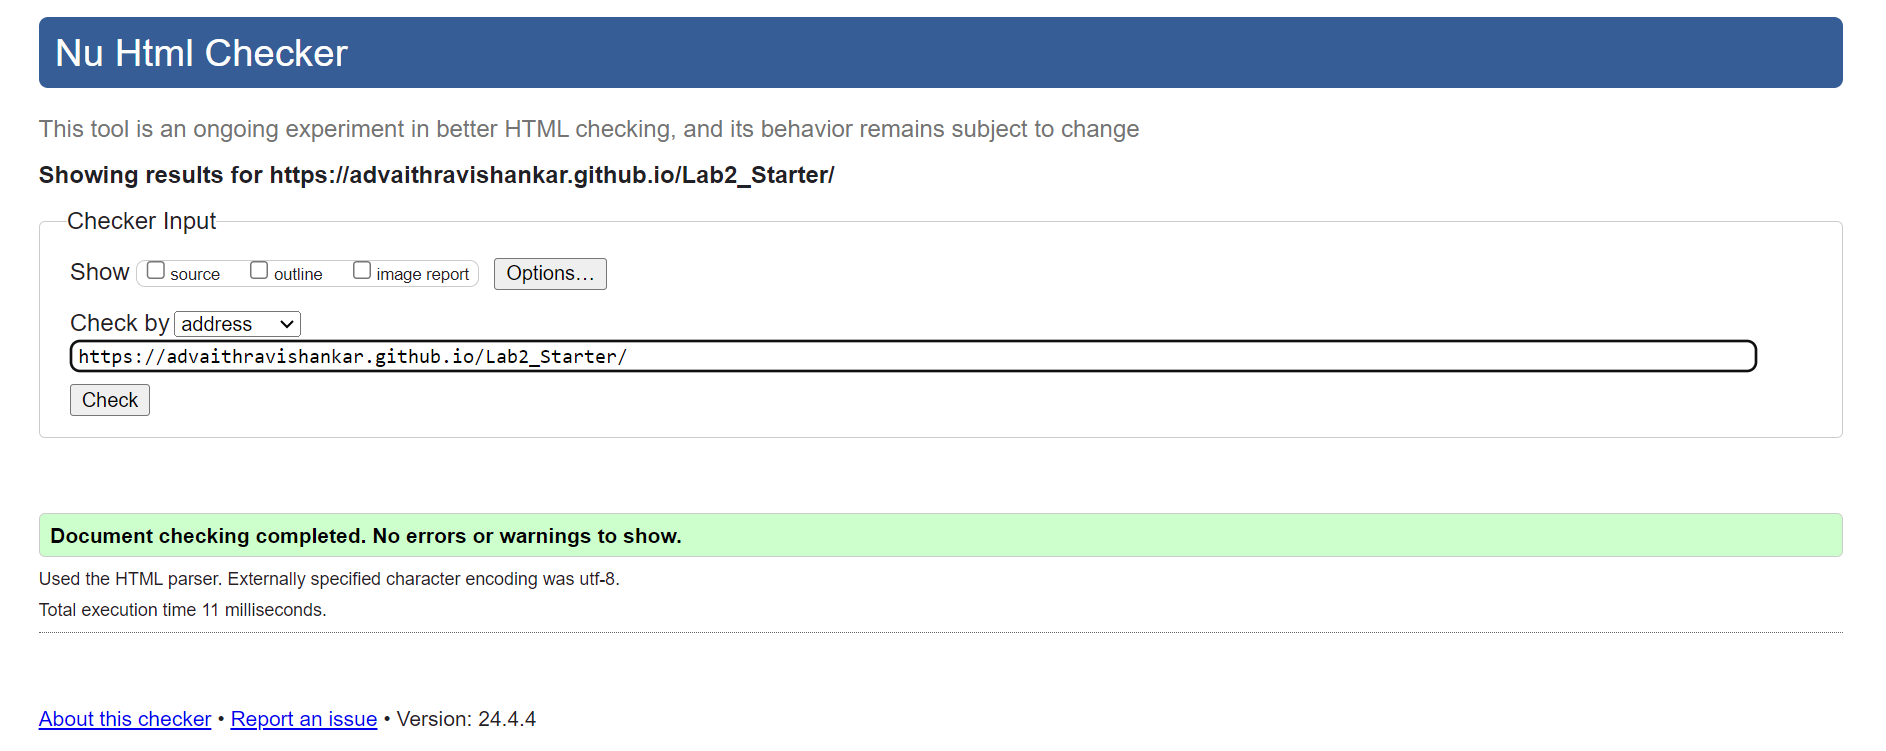 Nu Html Checker
This tool is an ongoing experiment in better HTML checking, and its behavior remains subject to change
Showing results for https://advaithravishankar.github.io/Lab2_Starter/
Checker Input
Show source outline image report Options…
Check by address
https://advaithravishankar.github.io/Lab2_Starter/
Check
Document checking completed. No errors or warnings to show.
Used the HTML parser. Externally specified character encoding was utf-8.
Total execution time 11 milliseconds.
About this checker • Report an issue • Version: 24.4.4